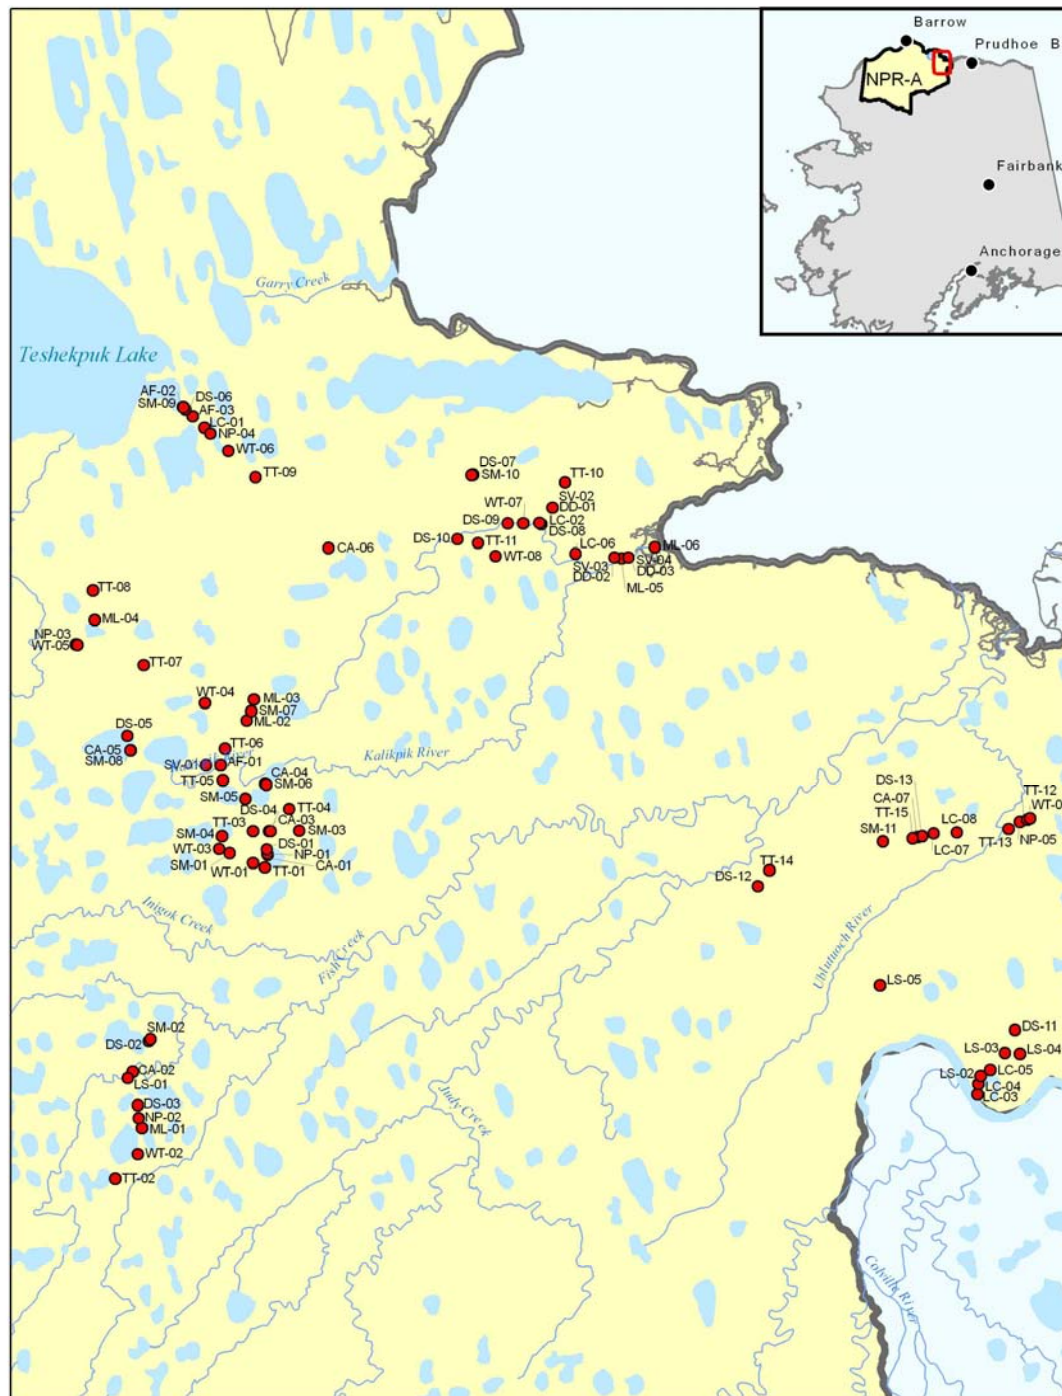 Barrow
Prudhoe B
NPR-A
Fairbank
Anchorage
Garry Creek
Teshekpuk Lake
AF-02
DS-06
SM-09
AF-03
LC-01
NP-04
WT-06
TT-09
DS-07
SM-10
TT-10
SV-02
WT-07
DD-01
DS-09
LC-02
DS-08
DS-10
TT-11
WT-08
LC-06
ML-06
SV-03
SV-04
DD-02
DD-03
ML-05
CA-06
TT-08
ML-04
NP-03
WT-05
TT-07
WT-04
ML-03
SM-07
ML-02
DS-05
CA-05
SM-08
TT-06
SV-01
River
AF-01
Kalikpik River
TT-05
CA-04
SM-06
SM-05
DS-04
TT-04
TT-03
CA-03
SM-04
SM-03
DS-01
WT-03
NP-01
SM-01
WT-01
TT-01
CA-01
DS-13
CA-07
TT-15
SM-11
LC-08
LC-07
TT-12
WT-0
TT-13
NP-05
TT-14
DS-12
Inigok Creek
Fish Creek
Ublutuoch River
LS-05
DS-11
LS-03
LS-04
LS-02
LC-05
LC-04
LC-03
SM-02
DS-02
CA-02
LS-01
DS-03
NP-02
ML-01
WT-02
TT-02
Judy Creek
Colville River